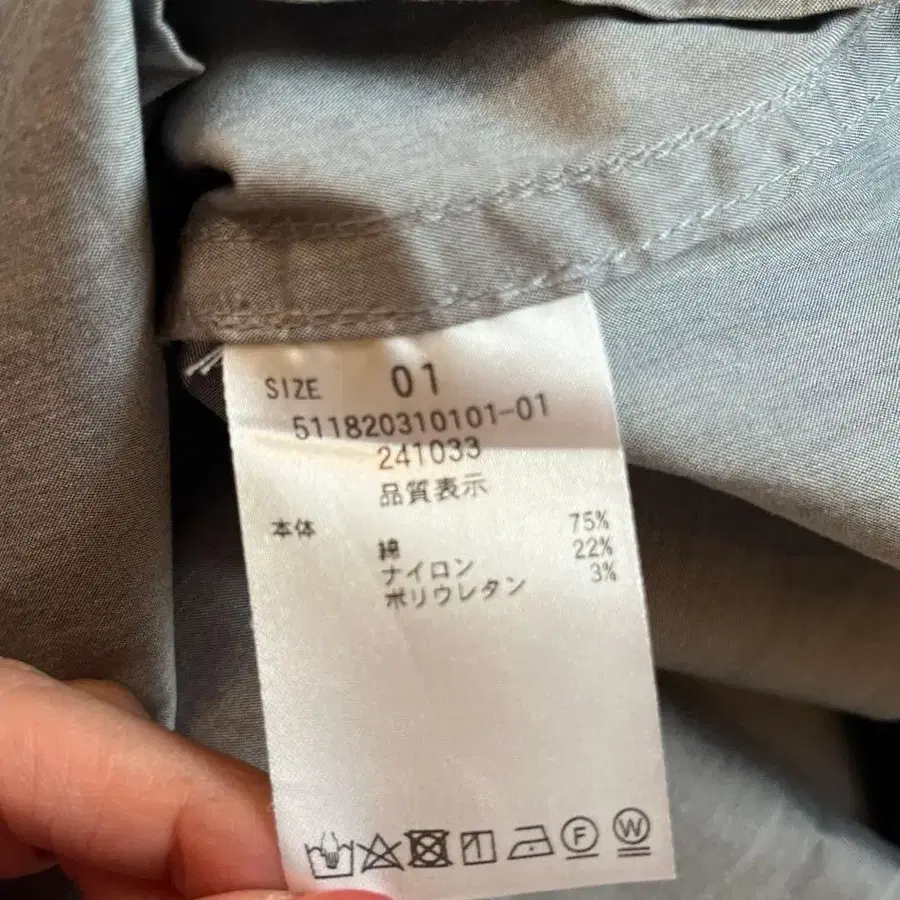 SIZE 01
511820310101-01
241033
品質表示
本体
綿 75%
ナイロン 22%
ポリウレタン 3%
F W